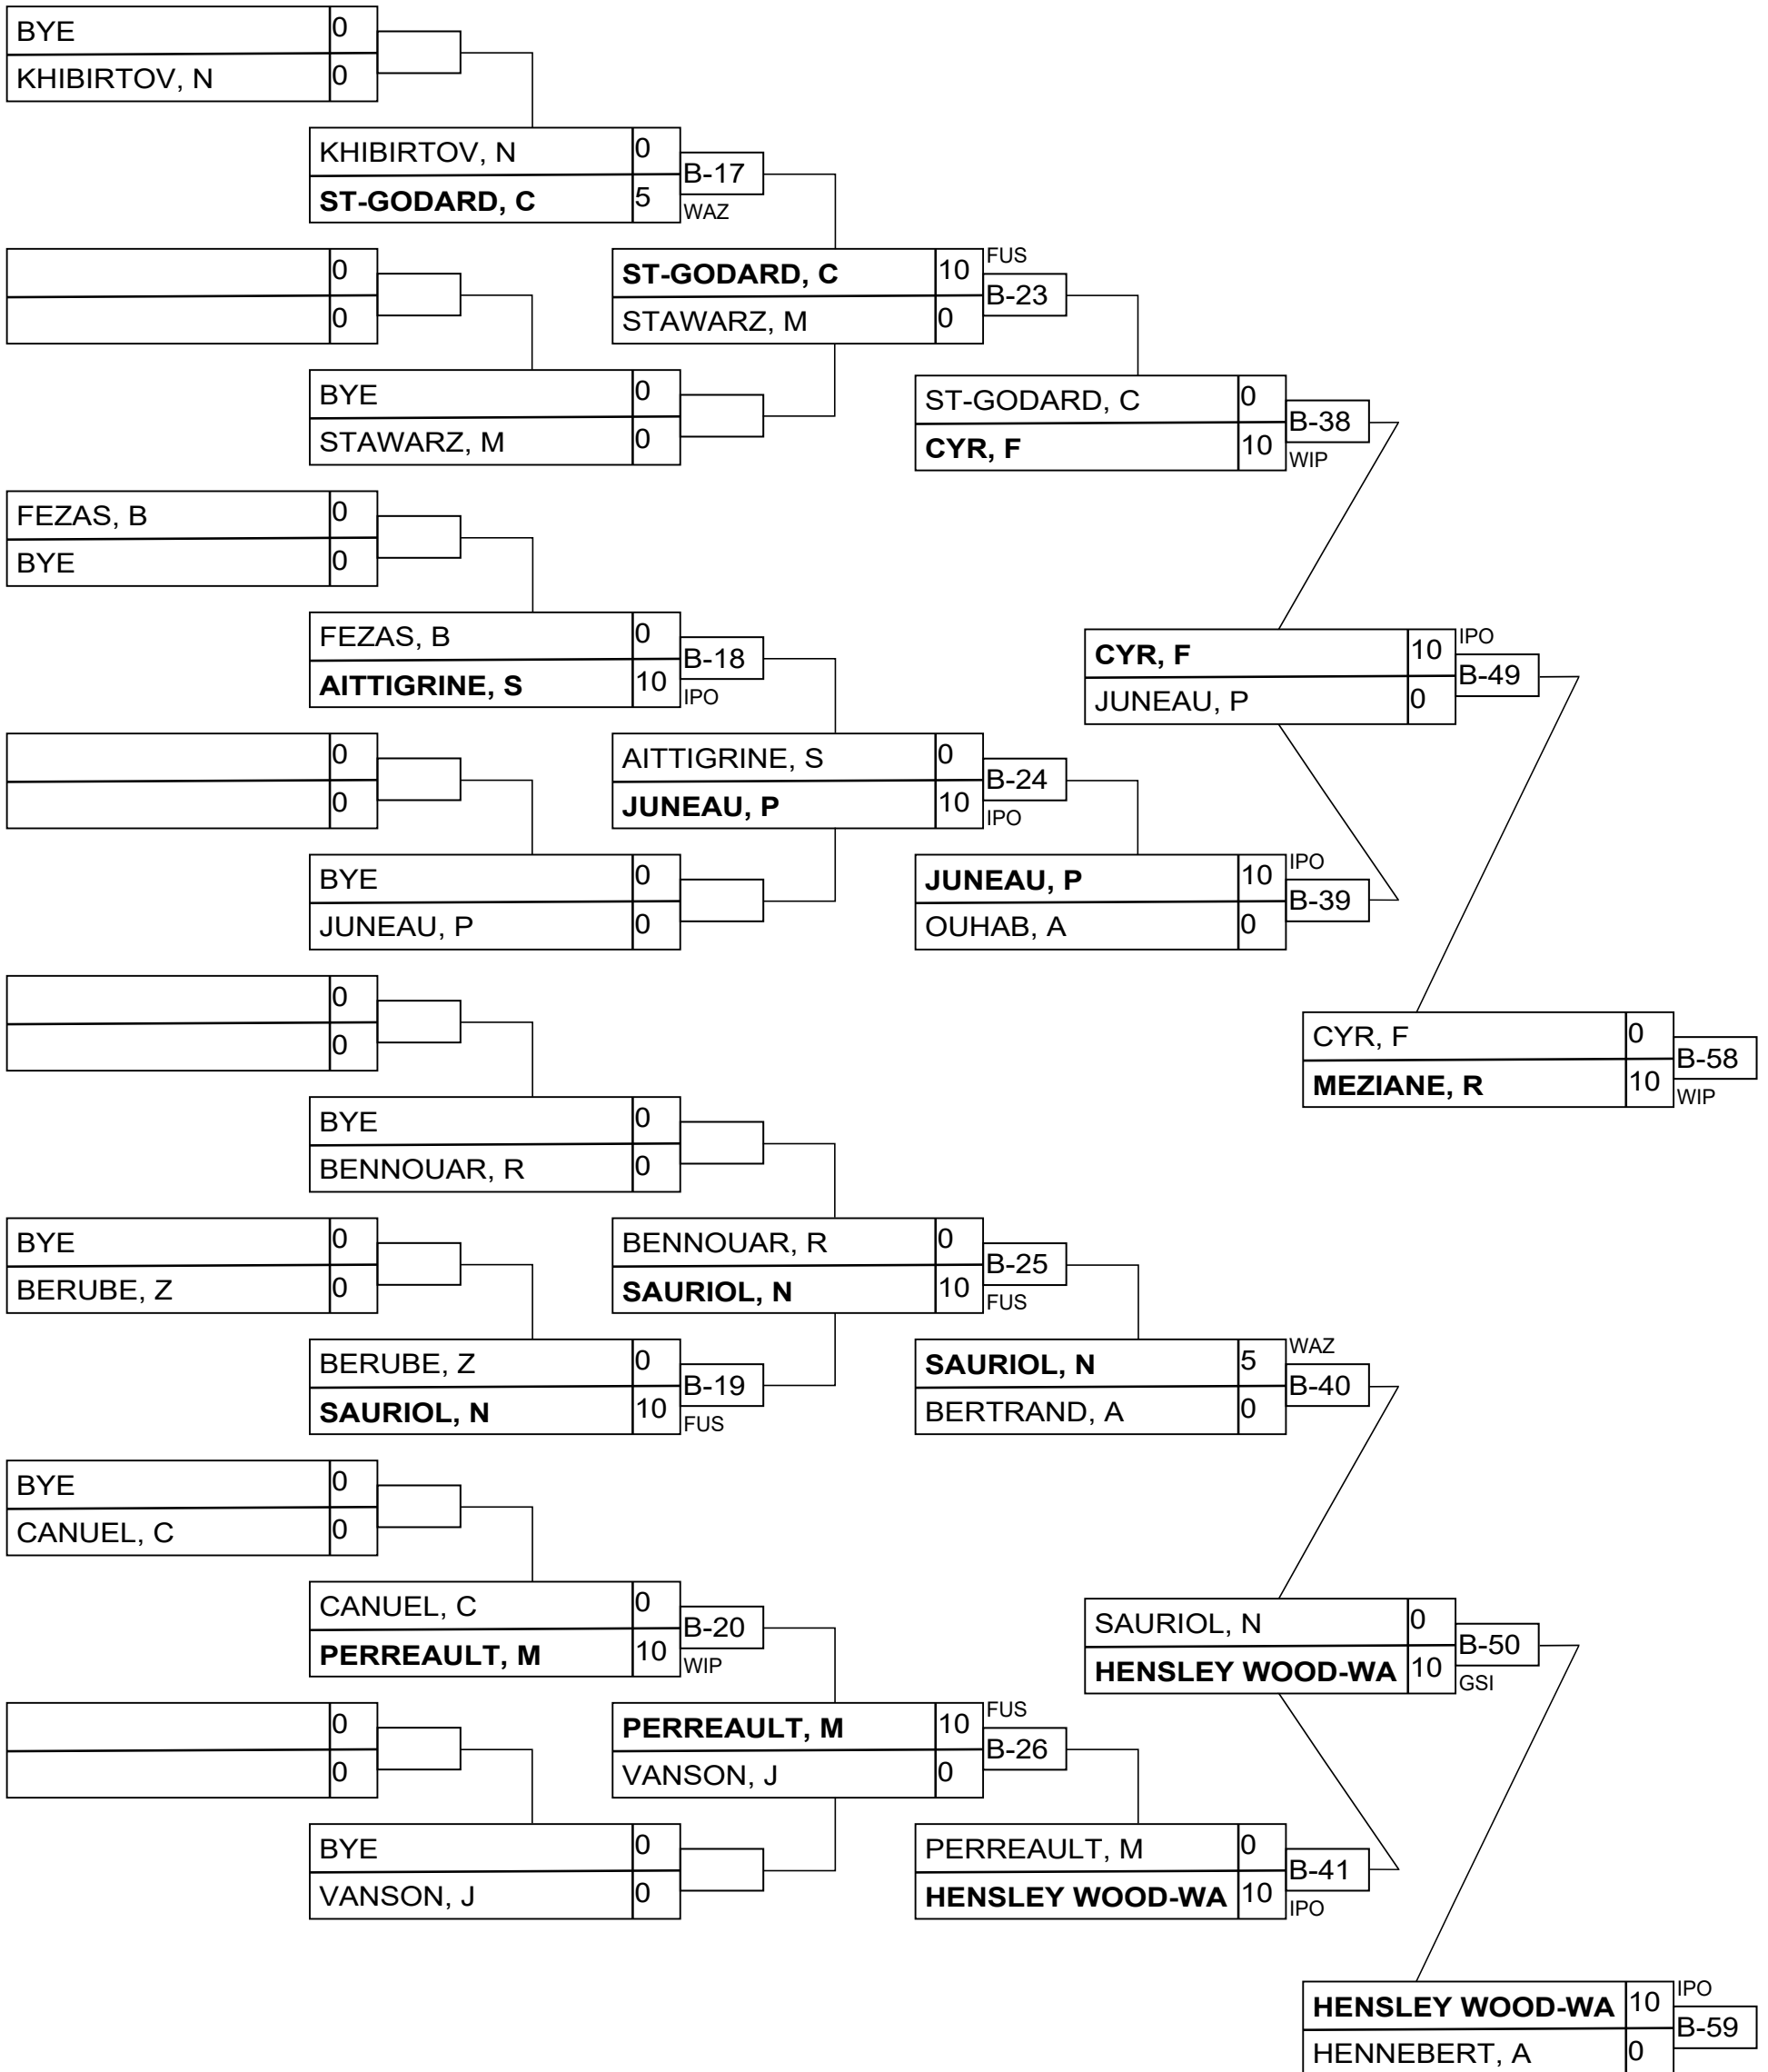 BYE 0
KHIBIRTOV, N 0
KHIBIRTOV, N 0
B-17
ST-GODARD, C 5
WAZ
0
0
ST-GODARD, C 10
FUS
B-23
STAWARZ, M 0
BYE 0
STAWARZ, M 0
ST-GODARD, C 0
B-38
CYR, F 10
WIP
FEZAS, B 0
BYE 0
FEZAS, B 0
B-18
AITTIGRINE, S 10
IPO
CYR, F 10
IPO
B-49
JUNEAU, P 0
0
0
AITTIGRINE, S 0
B-24
JUNEAU, P 10
IPO
BYE 0
JUNEAU, P 0
JUNEAU, P 10
IPO
B-39
OUHAB, A 0
0
0
CYR, F 0
B-58
MEZIANE, R 10
WIP
BYE 0
BENNOUAR, R 0
BYE 0
BERUBE, Z 0
BENNOUAR, R 0
B-25
SAURIOL, N 10
FUS
BERUBE, Z 0
B-19
SAURIOL, N 10
FUS
SAURIOL, N 5
WAZ
B-40
BERTRAND, A 0
BYE 0
CANUEL, C 0
CANUEL, C 0
B-20
PERREAULT, M 10
WIP
SAURIOL, N 0
B-50
HENSLEY WOOD-WA 10
GSI
0
0
PERREAULT, M 10
FUS
B-26
VANSON, J 0
BYE 0
VANSON, J 0
PERREAULT, M 0
B-41
HENSLEY WOOD-WA 10
IPO
HENSLEY WOOD-WA 10
IPO
B-59
HENNEBERT, A 0